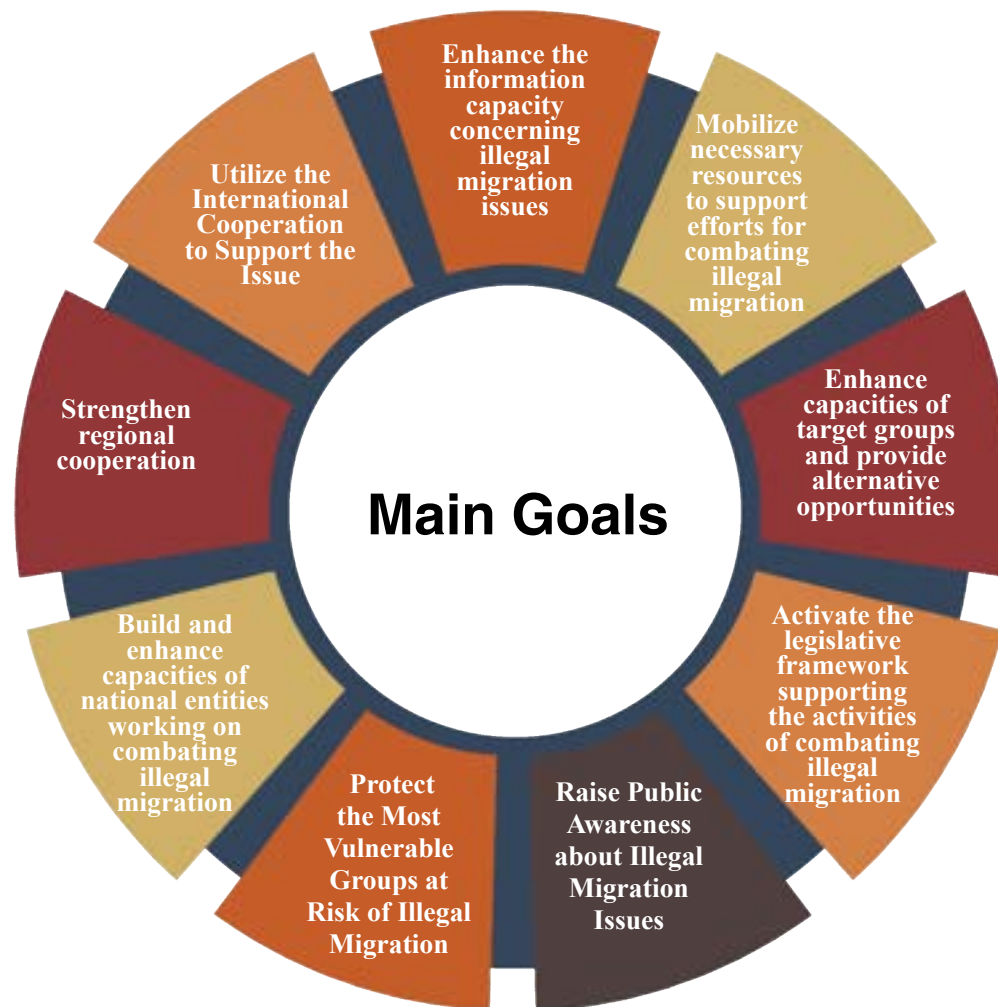 Enhance the
information
capacity
concerning
illegal
migration
issues
Mobilize
necessary
resources
to support
efforts for
combating
illegal
migration
Enhance
capacities of
target groups
and provide
alternative
opportunities
Activate the
legislative
framework
supporting
the activities
of combating
illegal
migration
Raise Public
Awareness
about Illegal
Migration
Issues
Protect
the Most
Vulnerable
Groups at
Risk of Illegal
Migration
Build and
enhance
capacities of
national entities
working on
combating
illegal
migration
Strengthen
regional
cooperation
Utilize the
International
Cooperation
to Support the
Issue
Main Goals